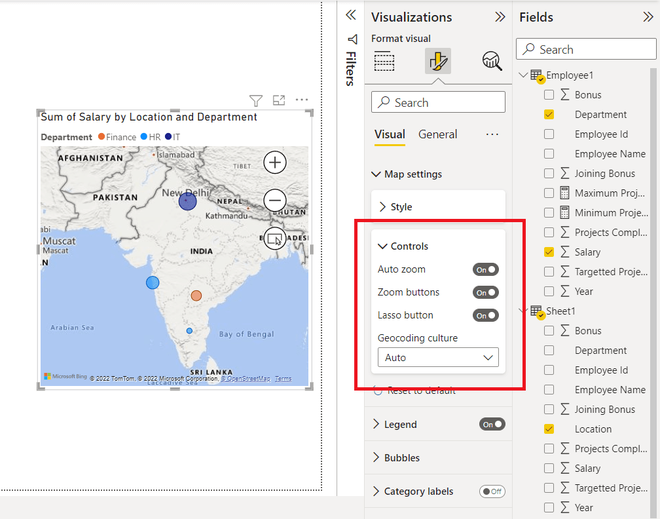 Visualizations
Format visual
Search
Visual
General
Map settings
Style
Controls
Auto zoom
On
Zoom buttons
On
Lasso button
On
Geocoding culture
Auto
Reset to default
Legend
On
Bubbles
Category labels
Off
Filters
Fields
Search
Employee1
Bonus
Department
Employee Id
Employee Name
Joining Bonus
Maximum Proj...
Minimum Proje...
Projects Compl...
Salary
Targetted Proje...
Year
Sheet1
Bonus
Department
Employee Id
Employee Name
Joining Bonus
Location
Projects Compl...
Salary
Targetted Proje...
Year
Sum of Salary by Location and Department
Department Finance HR IT
AFGHANISTAN
Islamabad
TIBET
PAKISTAN
New Delhi
NEPAL
Kathmandu
BHUTAN
Muscat
Mascat
INDIA
Arabian Sea
Bay of Bengal
SRI LANKA
Laccadive Sea
Microsoft Bing
© 2022 TomTom, © 2022 Microsoft Corporation, © OpenStreetMap Terms